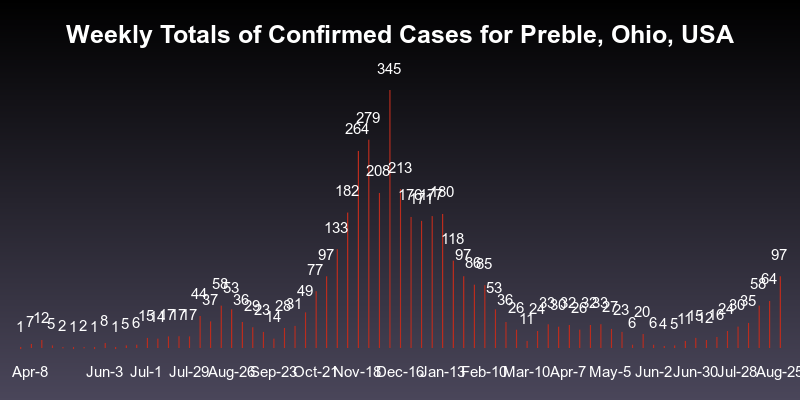 Weekly Totals of Confirmed Cases for Preble, Ohio, USA
1 7 12 5 2 1 2 1 8 1 5 6 15 14 17 17 17 44 37 58 53 36 29 23 14 28 31 49 77 97 133 182 264 279 208 345 213 176 171 177 180 118 97 86 85 53 36 26 11 24 33 30 32 26 32 33 27 23 6 20 6 4 5 11 15 12 16 24 30 35 58 64 97
Apr-8 Jun-3 Jul-1 Jul-29 Aug-26 Sep-23 Oct-21 Nov-18 Dec-16 Jan-13 Feb-10 Mar-10 Apr-7 May-5 Jun-2 Jun-30 Jul-28 Aug-25